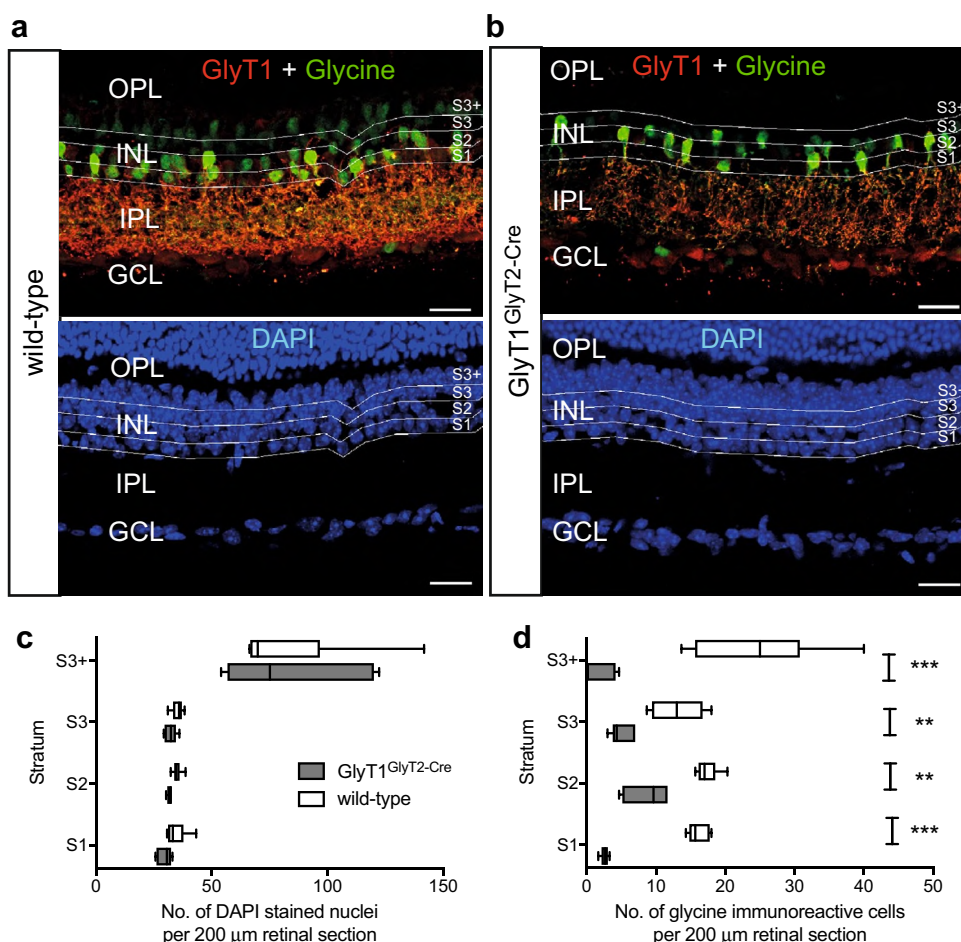 a
wild-type
GlyT1 + Glycine
OPL
INL
IPL
GCL
S3+
S3
S2
S1
DAPI
OPL
INL
IPL
GCL
S3+
S3
S2
S1
b
GlyT1 GlyT2-Cre
GlyT1 + Glycine
OPL
INL
IPL
GCL
S3+
S3
S2
S1
DAPI
OPL
INL
IPL
GCL
S3+
S3
S2
S1
c
Stratum
S3+
S3
S2
S1
GlyT1 GlyT2-Cre
wild-type
0 50 100 150
No. of DAPI stained nuclei
per 200 μm retinal section
d
Stratum
S3+
S3
S2
S1
***
**
**
***
0 10 20 30 40 50
No. of glycine immunoreactive cells
per 200 μm retinal section